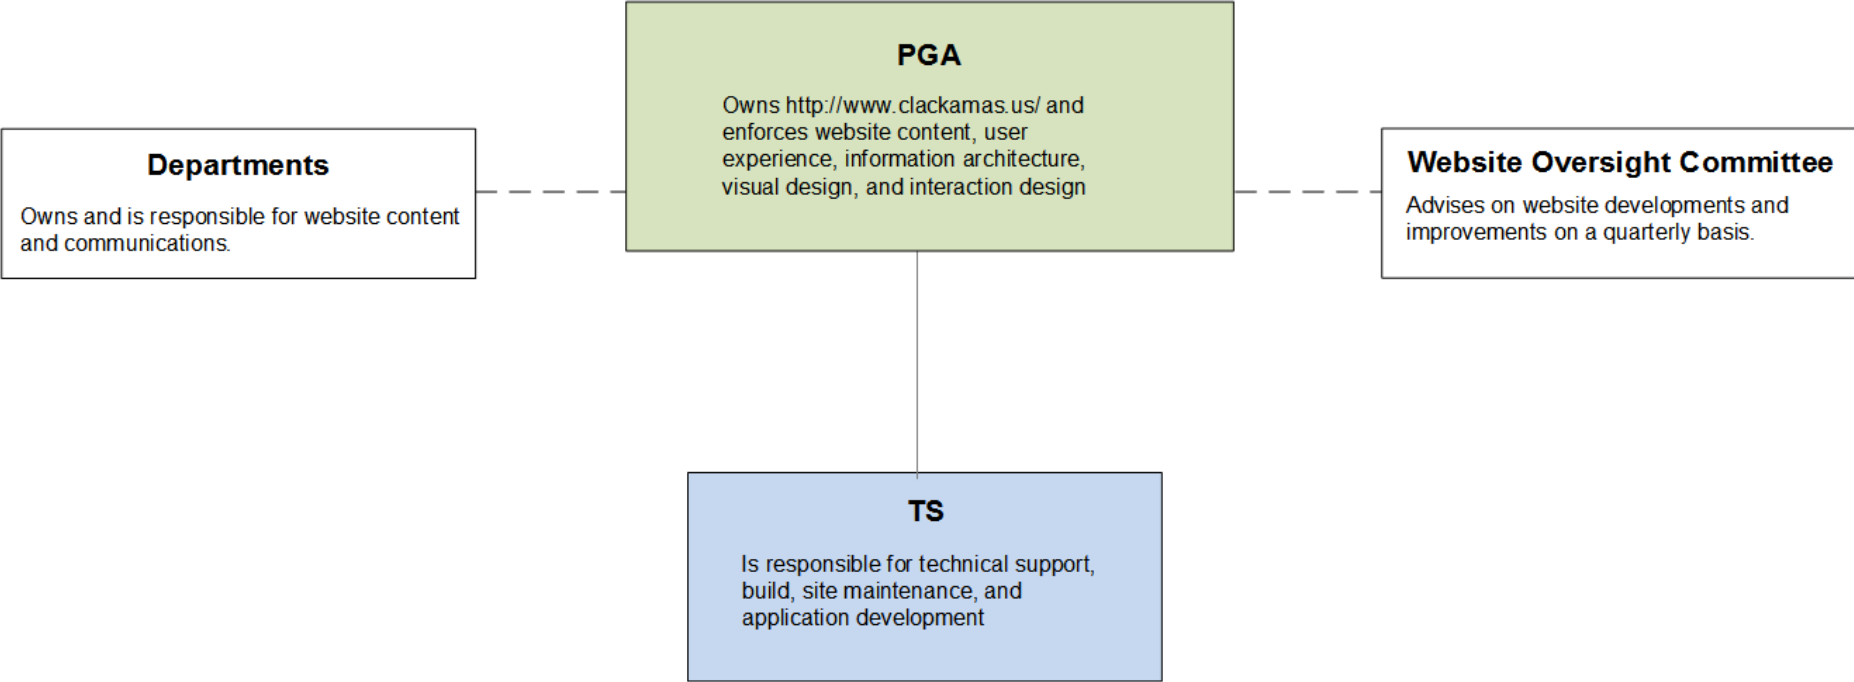 PGA
Owns http://www.clackamas.us/ and
enforces website content, user
experience, information architecture,
visual design, and interaction design
Departments
Owns and is responsible for website content
and communications.
Website Oversight Committee
Advises on website developments and
improvements on a quarterly basis.
TS
Is responsible for technical support,
build, site maintenance, and
application development